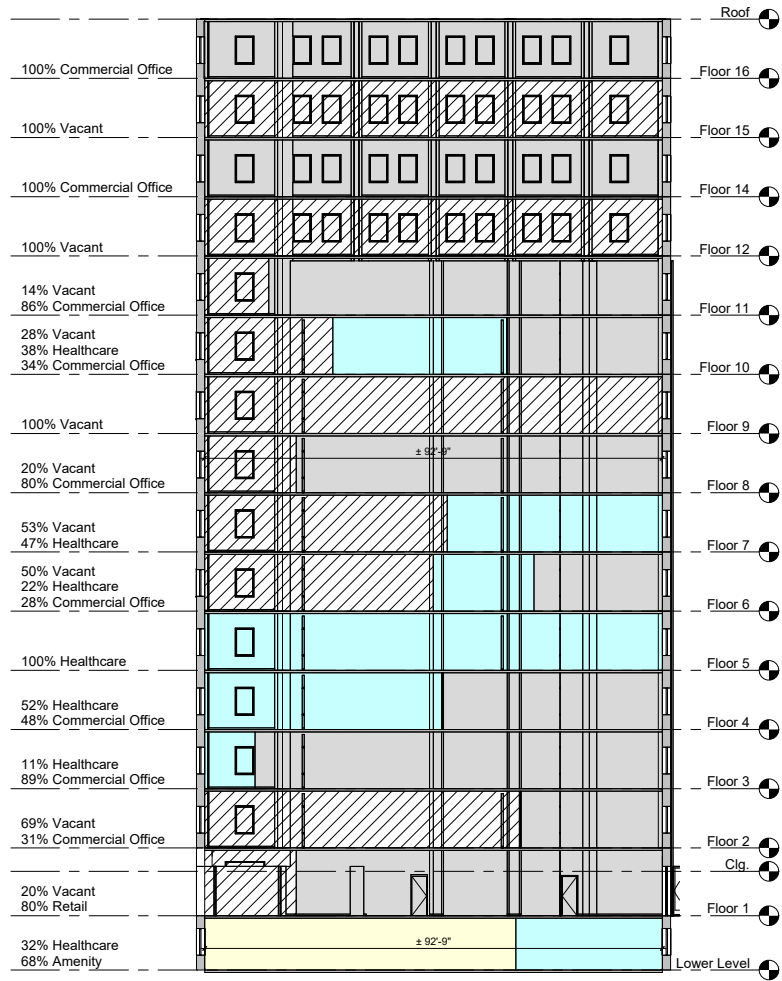 Roof
100% Commercial Office
Floor 16
100% Vacant
Floor 15
100% Commercial Office
Floor 14
100% Vacant
Floor 12
14% Vacant
86% Commercial Office
Floor 11
28% Vacant
38% Healthcare
34% Commercial Office
Floor 10
100% Vacant
Floor 9
± 92'-9"
20% Vacant
80% Commercial Office
Floor 8
53% Vacant
47% Healthcare
Floor 7
50% Vacant
22% Healthcare
28% Commercial Office
Floor 6
100% Healthcare
Floor 5
52% Healthcare
48% Commercial Office
Floor 4
11% Healthcare
89% Commercial Office
Floor 3
69% Vacant
31% Commercial Office
Floor 2
Clg.
20% Vacant
80% Retail
Floor 1
± 92'-9"
32% Healthcare
68% Amenity
Lower Level